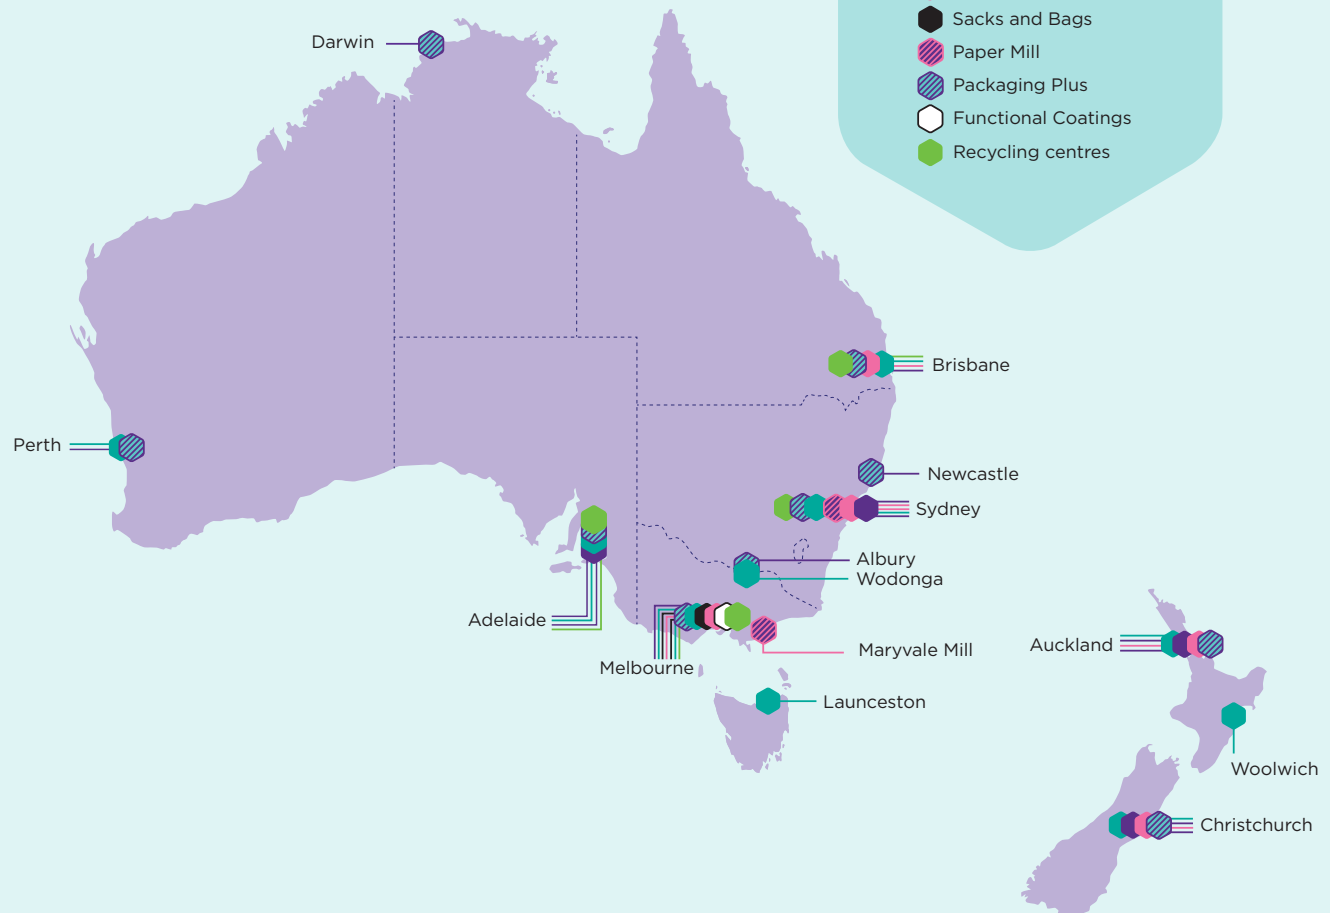 Sacks and Bags
Paper Mill
Packaging Plus
Functional Coatings
Recycling centres
Darwin
Brisbane
Perth
Newcastle
Sydney
Albury
Wodonga
Adelaide
Melbourne
Maryvale Mill
Auckland
Launceston
Woolwich
Christchurch